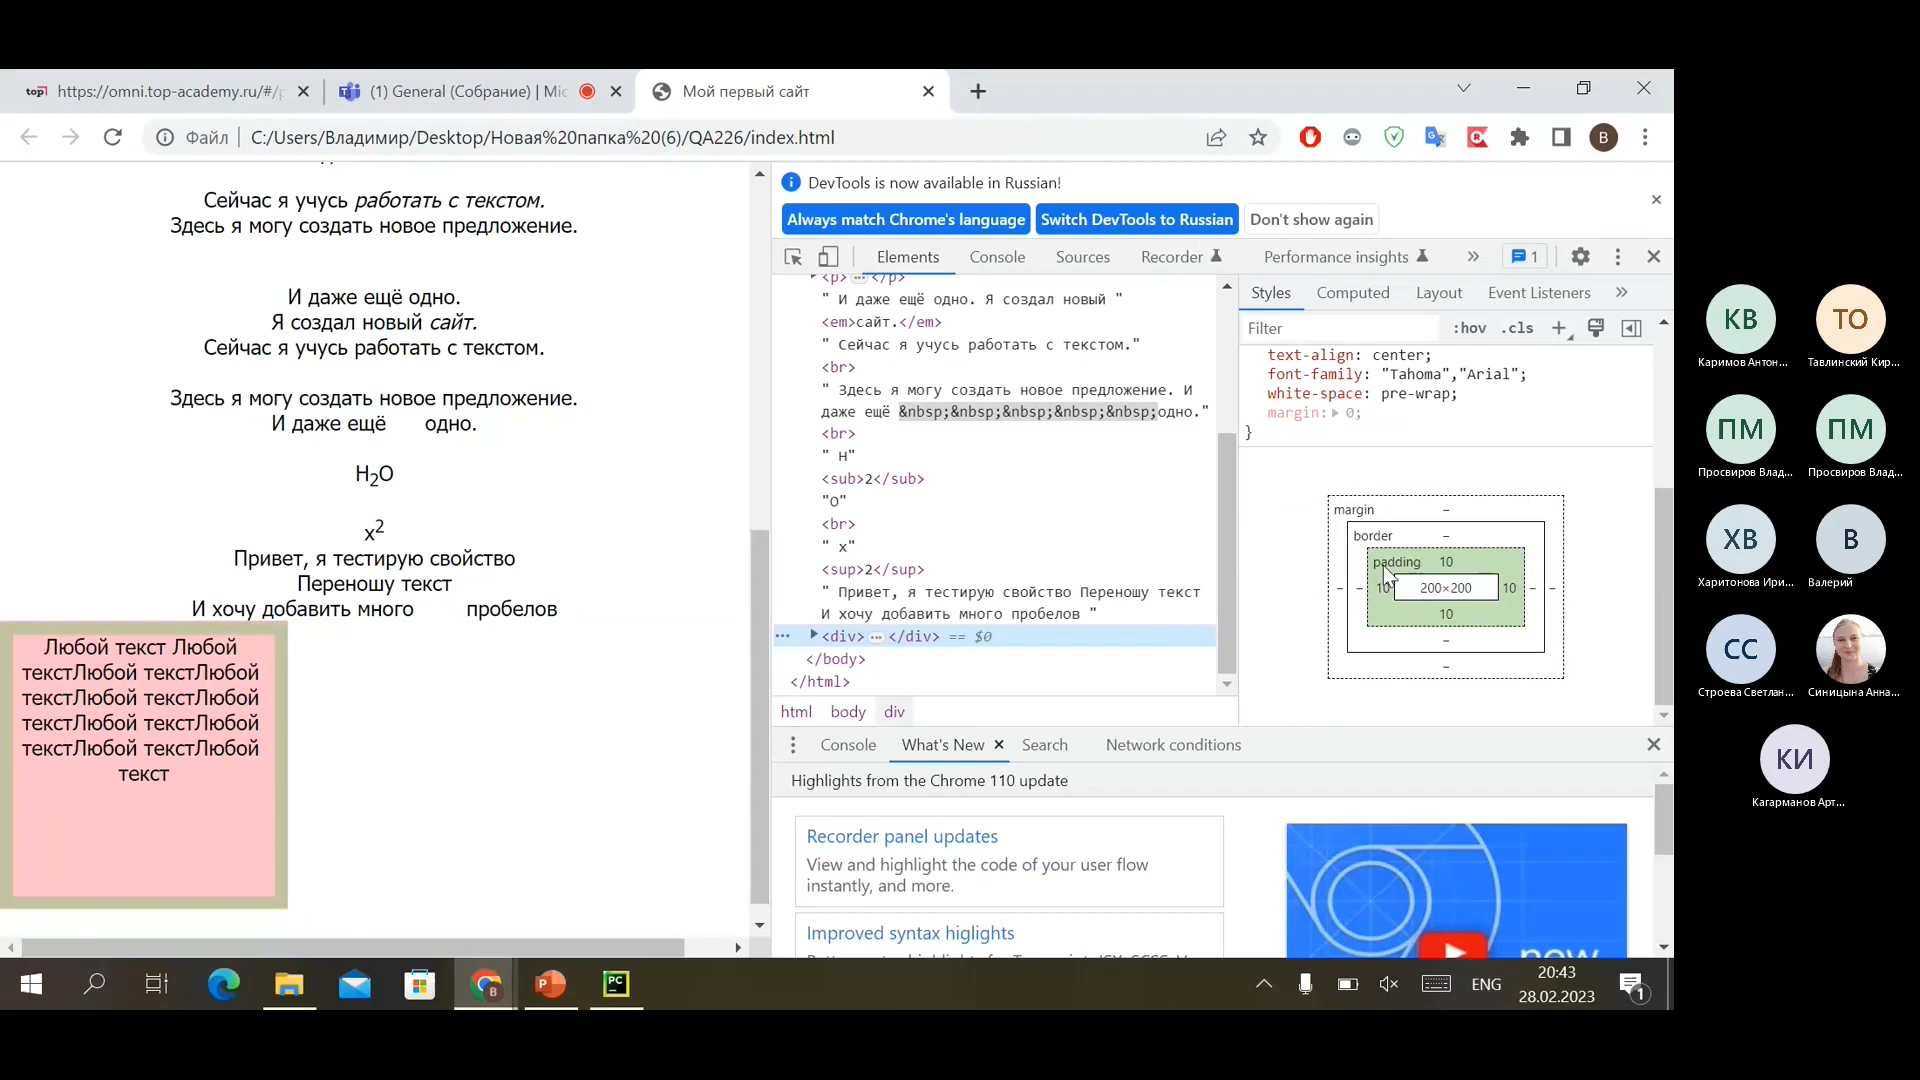 top
https://omni.top-academy.ru/#/p
(1) General (Собрание) | Mic
Мой первый сайт
Файл
C:/Users/Владимир/Desktop/Новая%20папка%20(6)/QA226/index.html
B
Сейчас я учусь работать с текстом.
Здесь я могу создать новое предложение.
И даже ещё одно.
Я создал новый сайт.
Сейчас я учусь работать с текстом.
Здесь я могу создать новое предложение.
И даже ещё одно.
H2O
x2
Привет, я тестирую свойство
Переношу текст
И хочу добавить много пробелов
Любой текст Любой
текстЛюбой текстЛюбой
текстЛюбой текстЛюбой
текстЛюбой текстЛюбой
текстЛюбой текстЛюбой
текст
DevTools is now available in Russian!
Always match Chrome's language
Switch DevTools to Russian
Don't show again
Elements
Console
Sources
Recorder
Performance insights
1
<p> … </p>
" И даже ещё одно. Я создал новый "
<em>сайт.</em>
" Сейчас я учусь работать с текстом."
<br>
" Здесь я могу создать новое предложение. И
даже ещё &nbsp;&nbsp;&nbsp;&nbsp;&nbsp;одно."
<br>
" H"
<sub>2</sub>
"O"
<br>
" x"
<sup>2</sup>
" Привет, я тестирую свойство Переношу текст
И хочу добавить много пробелов "
<div> … </div> == $0
</body>
</html>
html body div
Styles
Computed
Layout
Event Listeners
Filter
:hov .cls
text-align: center;
font-family: "Tahoma","Arial";
white-space: pre-wrap;
margin: 0;
}
margin –
border –
padding 10
– – 10 200×200 10 – –
10
–
–
Console
What's New
Search
Network conditions
Highlights from the Chrome 110 update
Recorder panel updates
View and highlight the code of your user flow
instantly, and more.
Improved syntax higlights
new
P
PC
B
ENG
20:43
28.02.2023
1
КВ
Каримов Антон...
ТО
Тавлинский Кир...
ПМ
Просвиров Влад...
ПМ
Просвиров Влад...
ХВ
Харитонова Ири...
В
Валерий
СС
Строева Светлан...
Синицына Анна...
КИ
Кагарманов Арт...